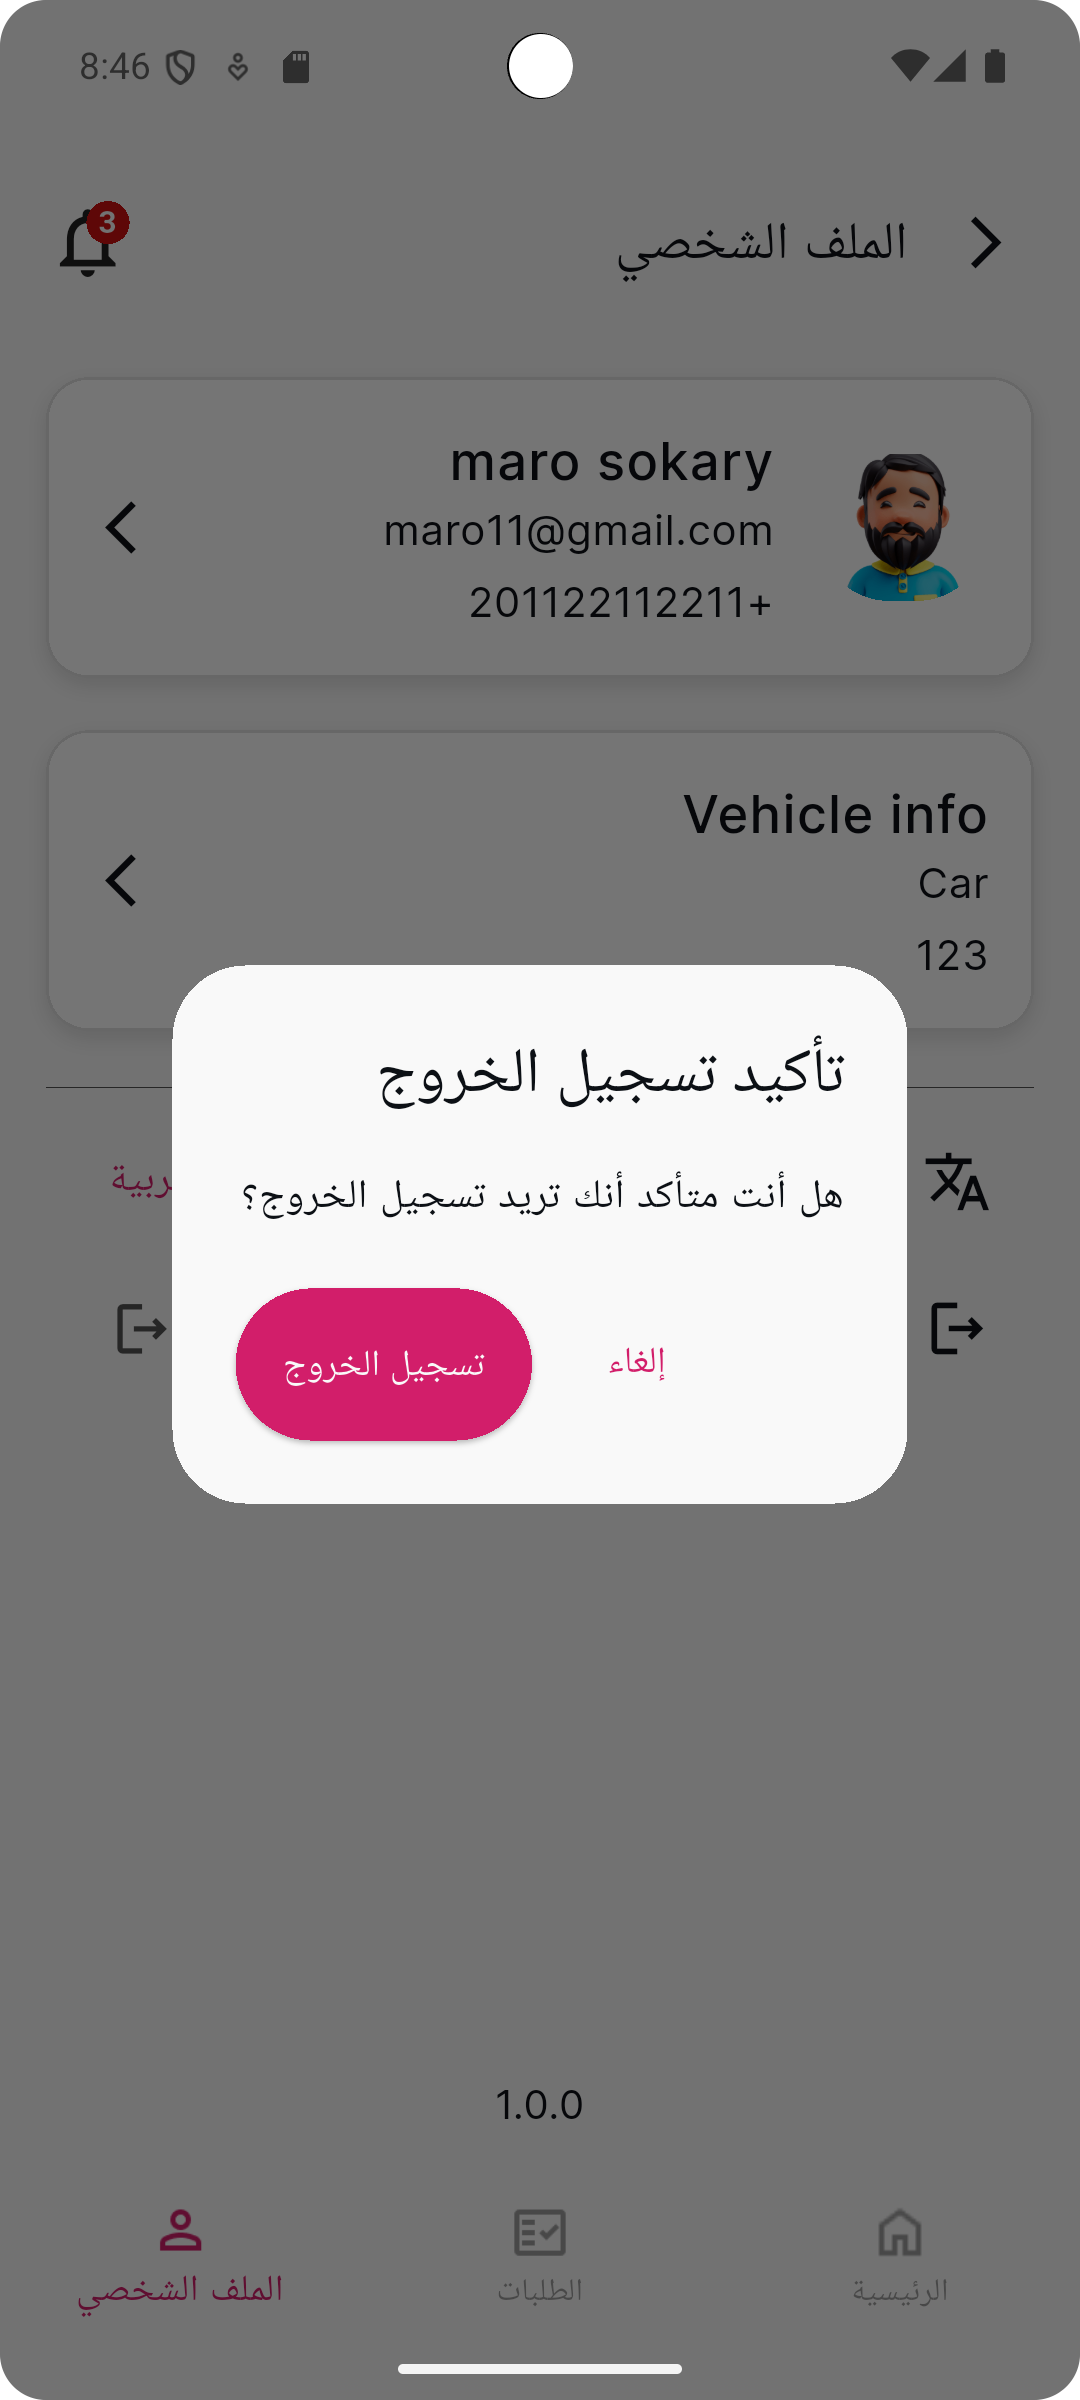 8:46
الملف الشخصي
3
maro sokary
maro11@gmail.com
201122112211+
Vehicle info
Car
123
تأكيد تسجيل الخروج
هل أنت متأكد أنك تريد تسجيل الخروج؟
إلغاء
تسجيل الخروج
1.0.0
الرئيسية
الطلبات
الملف الشخصي